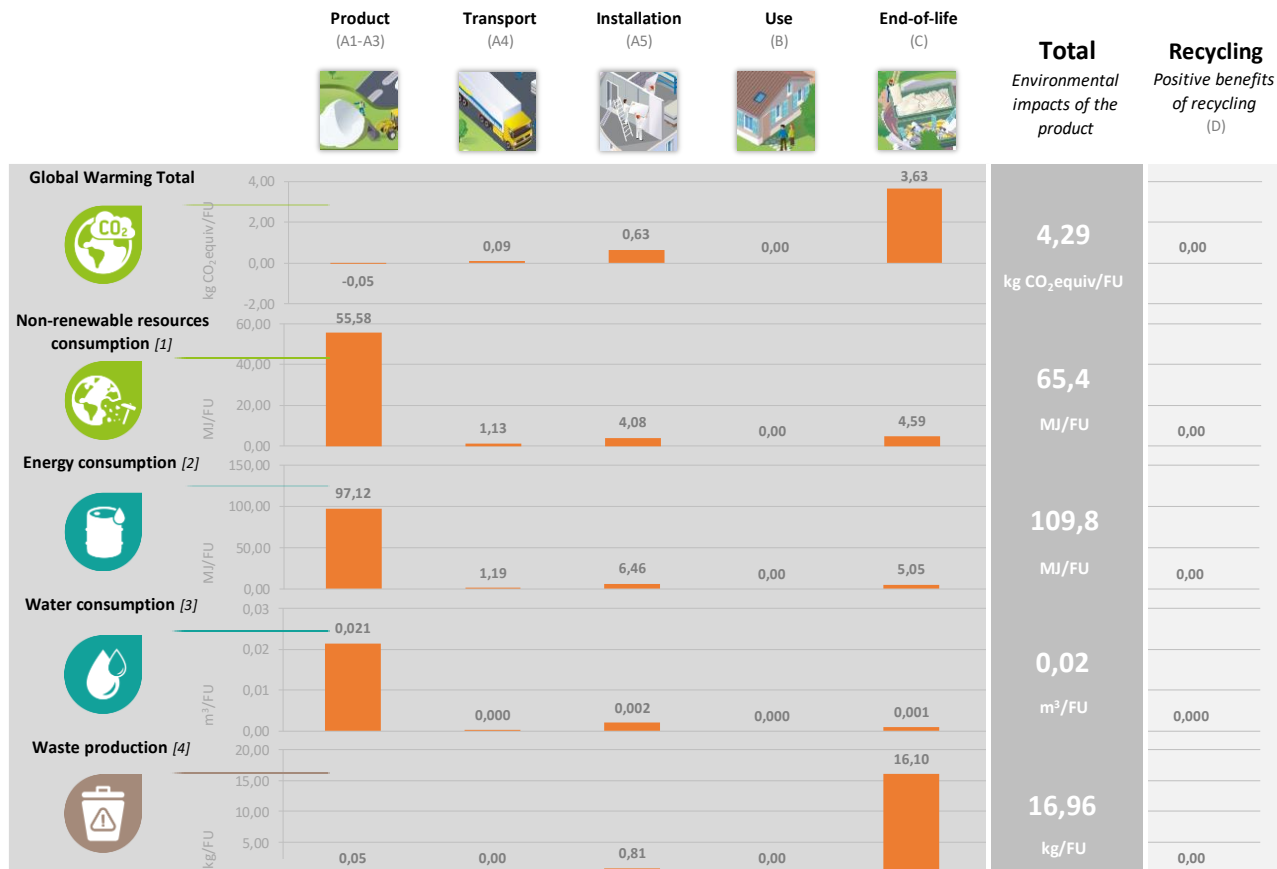 Product
(A1-A3)
Transport
(A4)
Installation
(A5)
Use
(B)
End-of-life
(C)
Total
Environmental
impacts of the
product
Recycling
Positive benefits
of recycling
(D)
Global Warming Total
CO₂
kg CO₂equiv/FU
4,00
2,00
0,00
-2,00
-0,05
0,09
0,63
0,00
3,63
4,29
kg CO₂equiv/FU
0,00
Non-renewable resources
consumption [1]
MJ/FU
60,00
40,00
20,00
0,00
55,58
1,13
4,08
0,00
4,59
65,4
MJ/FU
0,00
Energy consumption [2]
MJ/FU
150,00
100,00
50,00
0,00
97,12
1,19
6,46
0,00
5,05
109,8
MJ/FU
0,00
Water consumption [3]
m³/FU
0,03
0,02
0,01
0,00
0,021
0,000
0,002
0,000
0,001
0,02
m³/FU
0,000
Waste production [4]
kg/FU
20,00
15,00
10,00
5,00
0,05
0,00
0,81
0,00
16,10
16,96
kg/FU
0,00